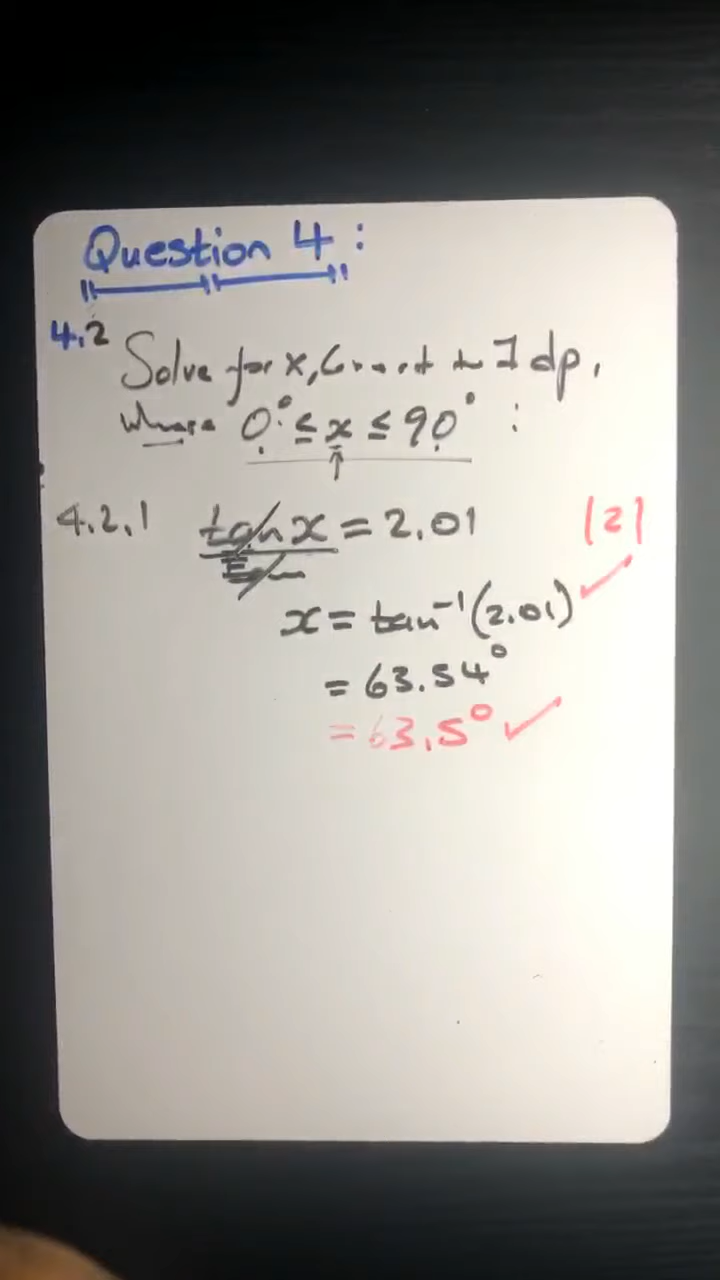 Question 4:
4.2 Solve for x, Correct to 1 dp,
where 0° ≤ x ≤ 90° :
4.2.1 tan x = 2.01 [2]
tan
x = tan⁻¹(2.01) ✓
= 63.54°
= 63.5° ✓